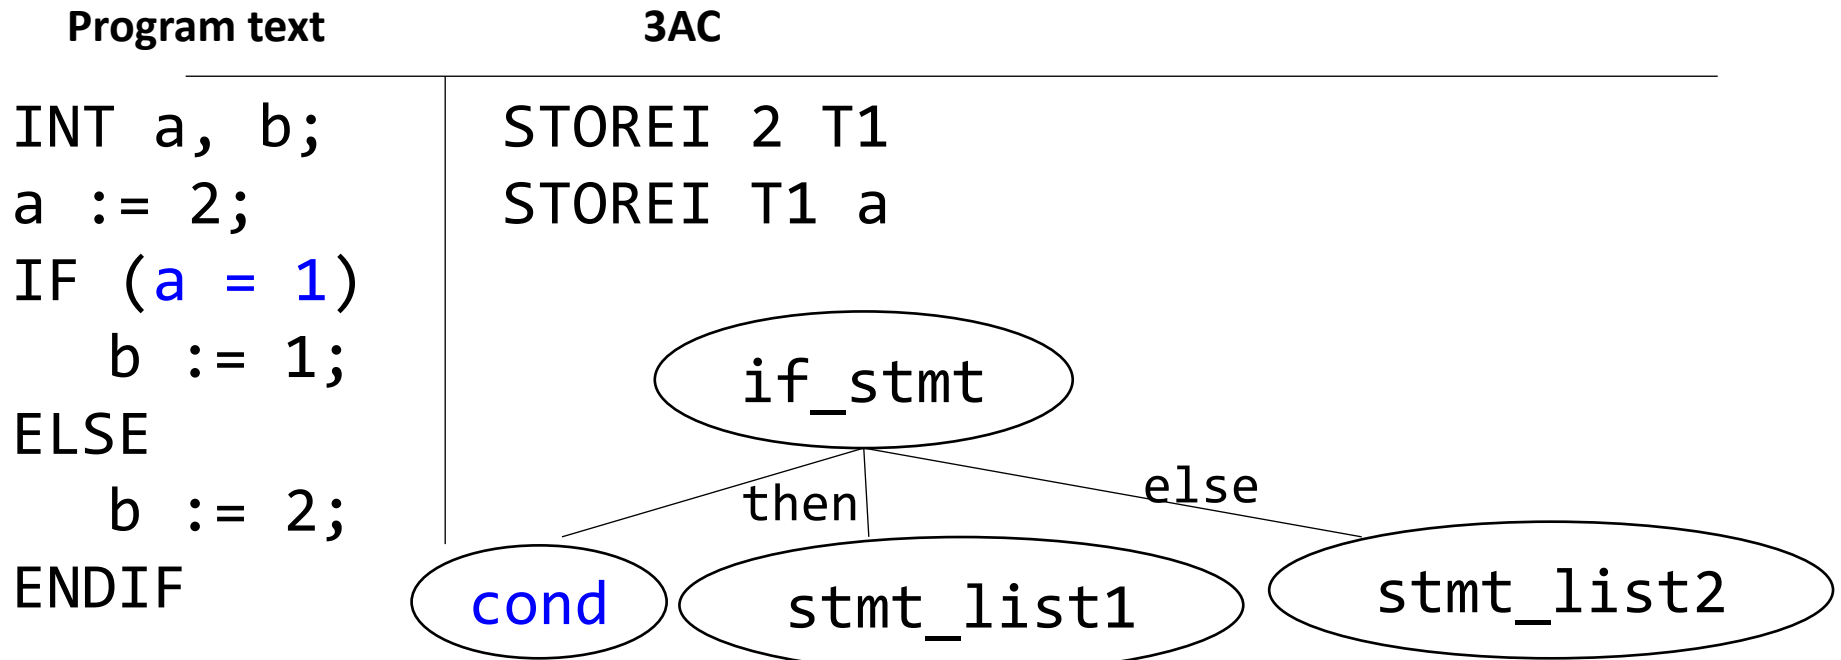 Program text
3AC
INT a, b;
a := 2;
IF (a = 1)
b := 1;
ELSE
b := 2;
ENDIF
STOREI 2 T1
STOREI T1 a
if_stmt
then
else
cond
stmt_list1
stmt_list2